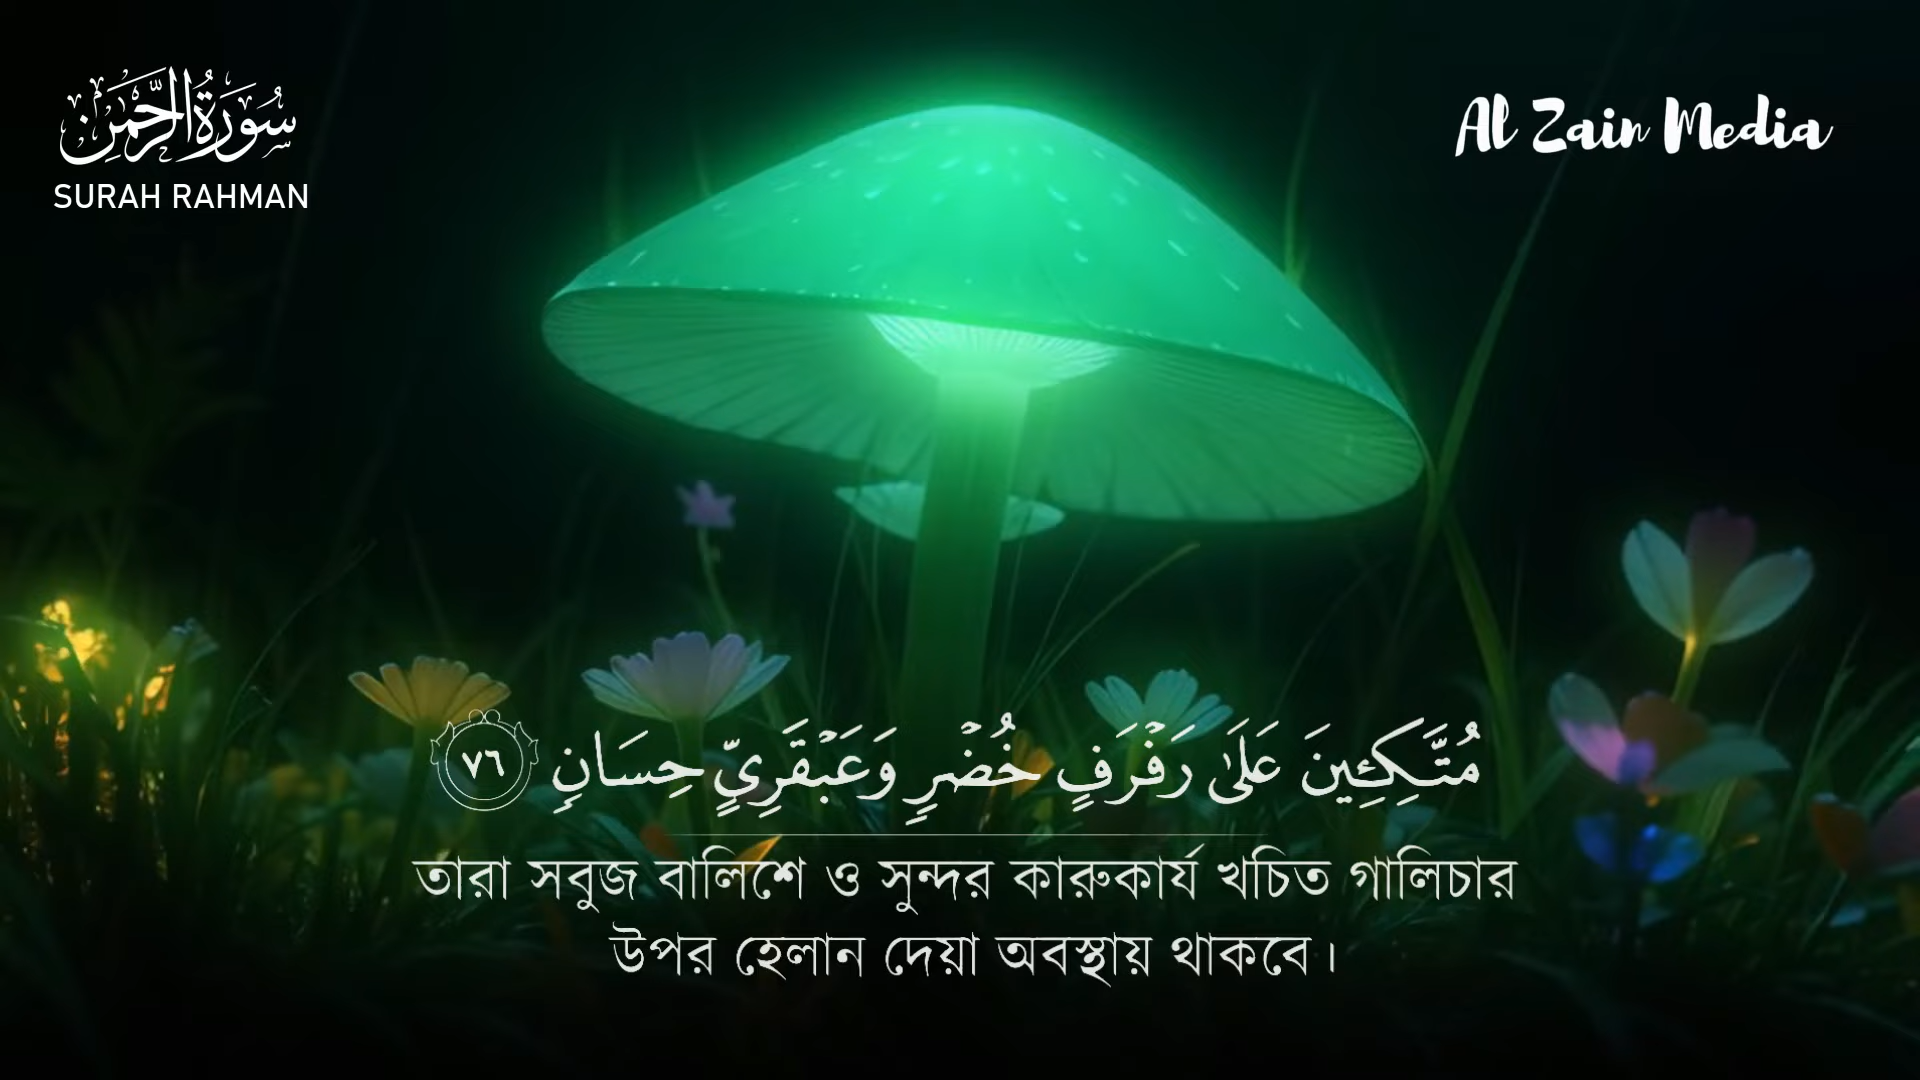 سُورَةُ الرَّحْمَٰن
SURAH RAHMAN
Al Zain Media
مُتَّكِـِٔينَ عَلَىٰ رَفْرَفٍ خُضْرٍ وَعَبْقَرِيٍّ حِسَانٍ ٧٦
তারা সবুজ বালিশে ও সুন্দর কারুকার্য খচিত গালিচার
উপর হেলান দেয়া অবস্থায় থাকবে।